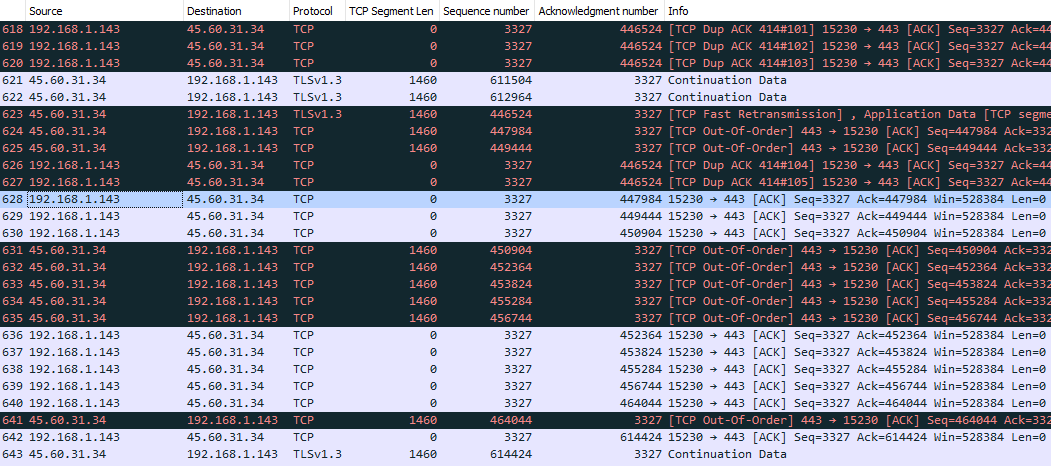 Source Destination Protocol TCP Segment Len Sequence number Acknowledgment number Info
618 192.168.1.143 45.60.31.34 TCP 0 3327 446524 [TCP Dup ACK 414#101] 15230 → 443 [ACK] Seq=3327 Ack=44
619 192.168.1.143 45.60.31.34 TCP 0 3327 446524 [TCP Dup ACK 414#102] 15230 → 443 [ACK] Seq=3327 Ack=44
620 192.168.1.143 45.60.31.34 TCP 0 3327 446524 [TCP Dup ACK 414#103] 15230 → 443 [ACK] Seq=3327 Ack=44
621 45.60.31.34 192.168.1.143 TLSv1.3 1460 611504 3327 Continuation Data
622 45.60.31.34 192.168.1.143 TLSv1.3 1460 612964 3327 Continuation Data
623 45.60.31.34 192.168.1.143 TLSv1.3 1460 446524 3327 [TCP Fast Retransmission] , Application Data [TCP segme
624 45.60.31.34 192.168.1.143 TCP 1460 447984 3327 [TCP Out-Of-Order] 443 → 15230 [ACK] Seq=447984 Ack=332
625 45.60.31.34 192.168.1.143 TCP 1460 449444 3327 [TCP Out-Of-Order] 443 → 15230 [ACK] Seq=449444 Ack=332
626 192.168.1.143 45.60.31.34 TCP 0 3327 446524 [TCP Dup ACK 414#104] 15230 → 443 [ACK] Seq=3327 Ack=44
627 192.168.1.143 45.60.31.34 TCP 0 3327 446524 [TCP Dup ACK 414#105] 15230 → 443 [ACK] Seq=3327 Ack=44
628 192.168.1.143 45.60.31.34 TCP 0 3327 447984 15230 → 443 [ACK] Seq=3327 Ack=447984 Win=528384 Len=0
629 192.168.1.143 45.60.31.34 TCP 0 3327 449444 15230 → 443 [ACK] Seq=3327 Ack=449444 Win=528384 Len=0
630 192.168.1.143 45.60.31.34 TCP 0 3327 450904 15230 → 443 [ACK] Seq=3327 Ack=450904 Win=528384 Len=0
631 45.60.31.34 192.168.1.143 TCP 1460 450904 3327 [TCP Out-Of-Order] 443 → 15230 [ACK] Seq=450904 Ack=332
632 45.60.31.34 192.168.1.143 TCP 1460 452364 3327 [TCP Out-Of-Order] 443 → 15230 [ACK] Seq=452364 Ack=332
633 45.60.31.34 192.168.1.143 TCP 1460 453824 3327 [TCP Out-Of-Order] 443 → 15230 [ACK] Seq=453824 Ack=332
634 45.60.31.34 192.168.1.143 TCP 1460 455284 3327 [TCP Out-Of-Order] 443 → 15230 [ACK] Seq=455284 Ack=332
635 45.60.31.34 192.168.1.143 TCP 1460 456744 3327 [TCP Out-Of-Order] 443 → 15230 [ACK] Seq=456744 Ack=332
636 192.168.1.143 45.60.31.34 TCP 0 3327 452364 15230 → 443 [ACK] Seq=3327 Ack=452364 Win=528384 Len=0
637 192.168.1.143 45.60.31.34 TCP 0 3327 453824 15230 → 443 [ACK] Seq=3327 Ack=453824 Win=528384 Len=0
638 192.168.1.143 45.60.31.34 TCP 0 3327 455284 15230 → 443 [ACK] Seq=3327 Ack=455284 Win=528384 Len=0
639 192.168.1.143 45.60.31.34 TCP 0 3327 456744 15230 → 443 [ACK] Seq=3327 Ack=456744 Win=528384 Len=0
640 192.168.1.143 45.60.31.34 TCP 0 3327 464044 15230 → 443 [ACK] Seq=3327 Ack=464044 Win=528384 Len=0
641 45.60.31.34 192.168.1.143 TCP 1460 464044 3327 [TCP Out-Of-Order] 443 → 15230 [ACK] Seq=464044 Ack=332
642 192.168.1.143 45.60.31.34 TCP 0 3327 614424 15230 → 443 [ACK] Seq=3327 Ack=614424 Win=528384 Len=0
643 45.60.31.34 192.168.1.143 TLSv1.3 1460 614424 3327 Continuation Data